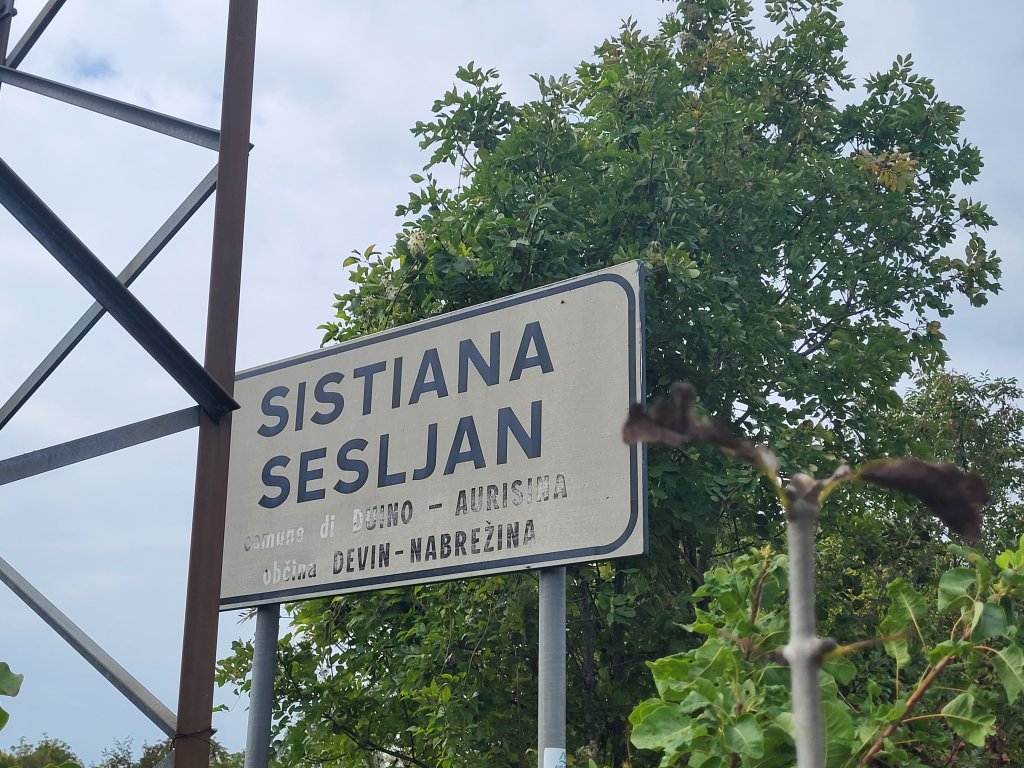 SISTIANA
SESLJAN
comune di DUINO – AURISINA
občina DEVIN-NABREŽINA